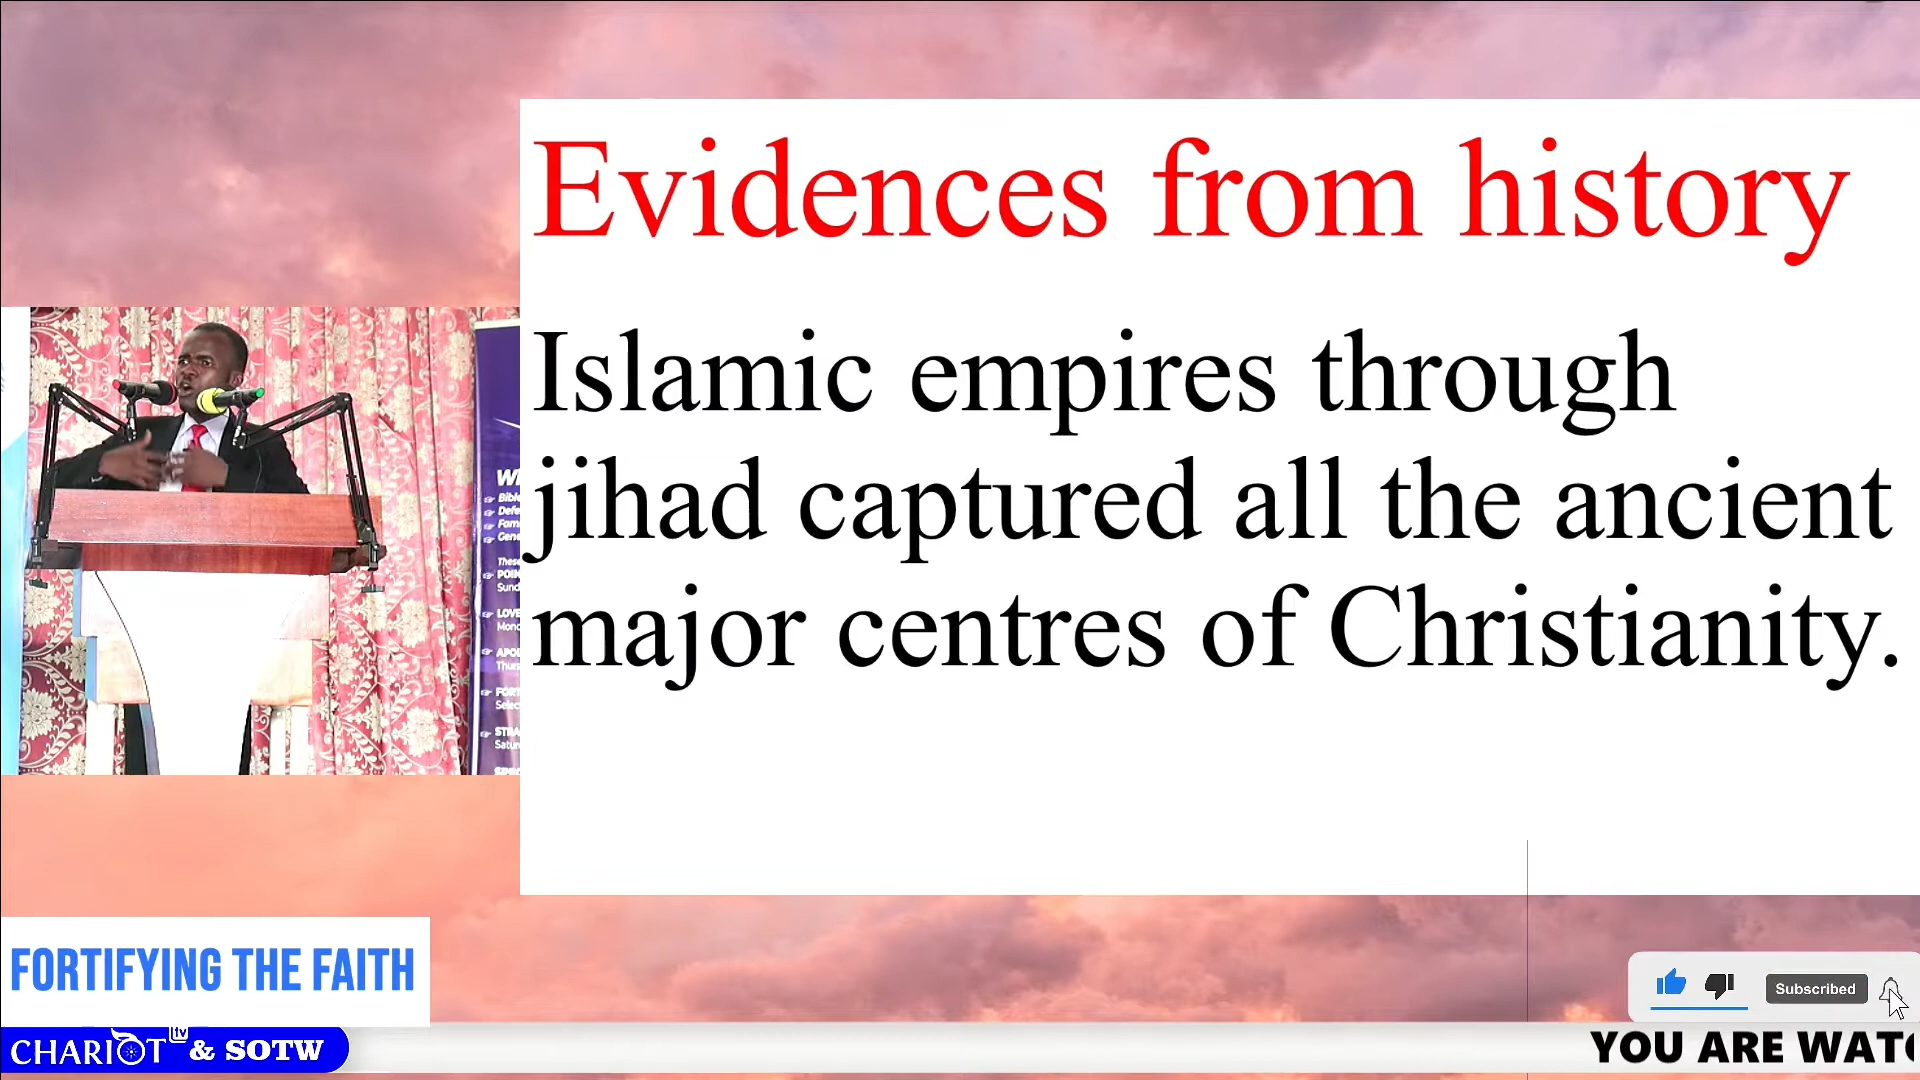 Evidences from history
Islamic empires through
jihad captured all the ancient
major centres of Christianity.
FORTIFYING THE FAITH
CHARIOT tv & SOTW
Subscribed
YOU ARE